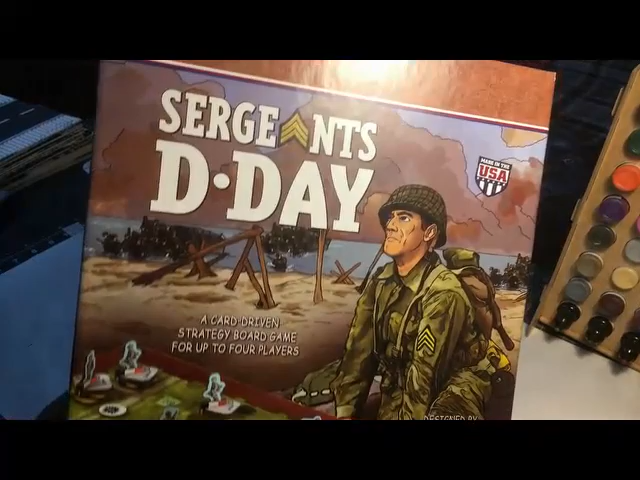 SERGEANTS
D-DAY
MADE IN THE
USA
A CARD-DRIVEN
STRATEGY BOARD GAME
FOR UP TO FOUR PLAYERS
DESIGNED BY